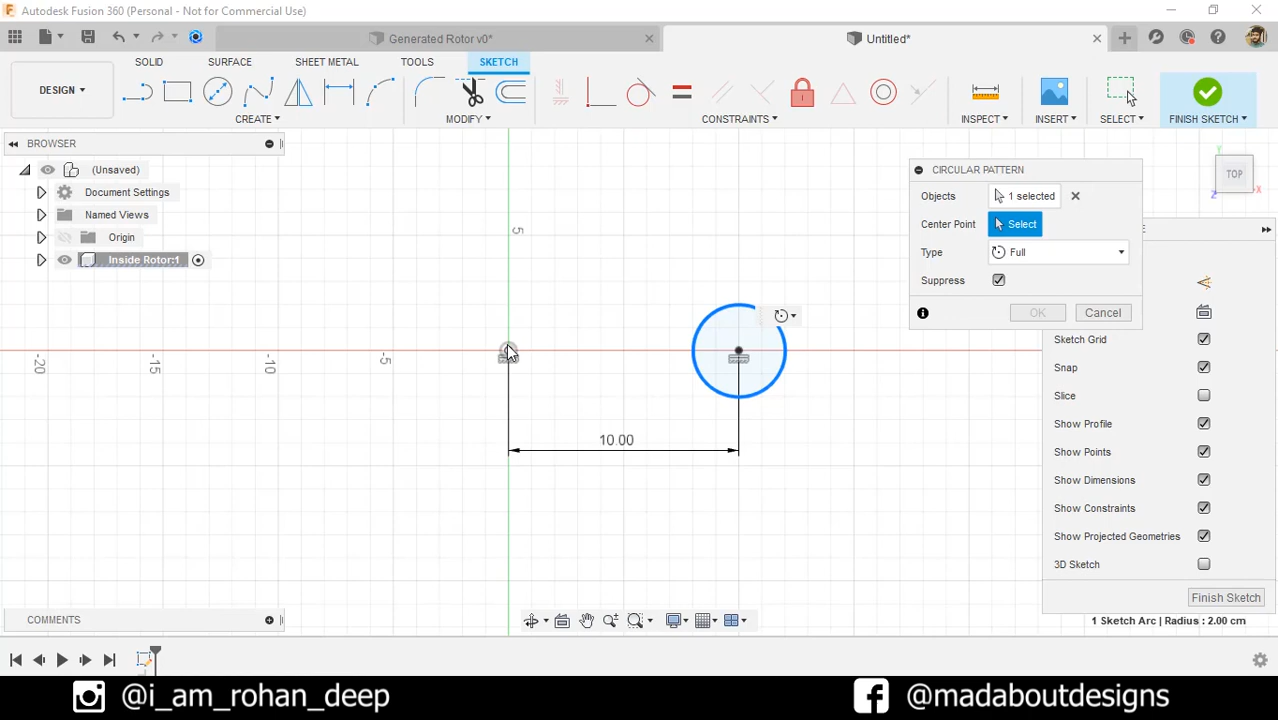 Autodesk Fusion 360 (Personal - Not for Commercial Use)
Generated Rotor v0*
Untitled*
SOLID
SURFACE
SHEET METAL
TOOLS
SKETCH
DESIGN
CREATE
MODIFY
CONSTRAINTS
INSPECT
INSERT
SELECT
FINISH SKETCH
BROWSER
(Unsaved)
Document Settings
Named Views
Origin
Inside Rotor:1
CIRCULAR PATTERN
Objects
1 selected
Center Point
Select
Type
Full
Suppress
OK
Cancel
TOP
Y
X
Z
Sketch Grid
Snap
Slice
Show Profile
Show Points
Show Dimensions
Show Constraints
Show Projected Geometries
3D Sketch
Finish Sketch
5
-20
-15
-10
-5
10.00
COMMENTS
1 Sketch Arc | Radius : 2.00 cm
@i_am_rohan_deep
@madaboutdesigns